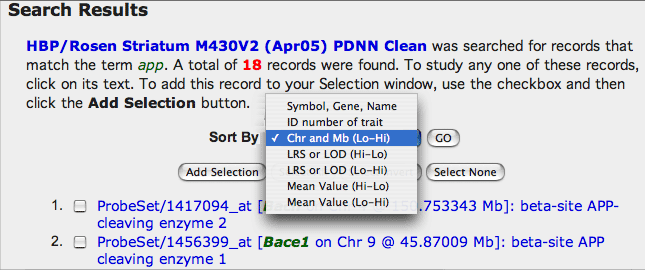 Search Results
HBP/Rosen Striatum M430V2 (Apr05) PDNN Clean was searched for records that
match the term app. A total of 18 records were found. To study any one of these records,
click on its text. To add this record to your Selection window, use the checkbox and then
click the Add Selection button.
Symbol, Gene, Name
ID number of trait
Sort By ✓ Chr and Mb (Lo-Hi) GO
LRS or LOD (Hi-Lo)
Add Selection LRS or LOD (Lo-Hi) Select None
Mean Value (Hi-Lo)
Mean Value (Lo-Hi)
1. ProbeSet/1417094_at [ .753343 Mb]: beta-site APP-
cleaving enzyme 2
2. ProbeSet/1456399_at [Bace1 on Chr 9 @ 45.87009 Mb]: beta-site APP
cleaving enzyme 1